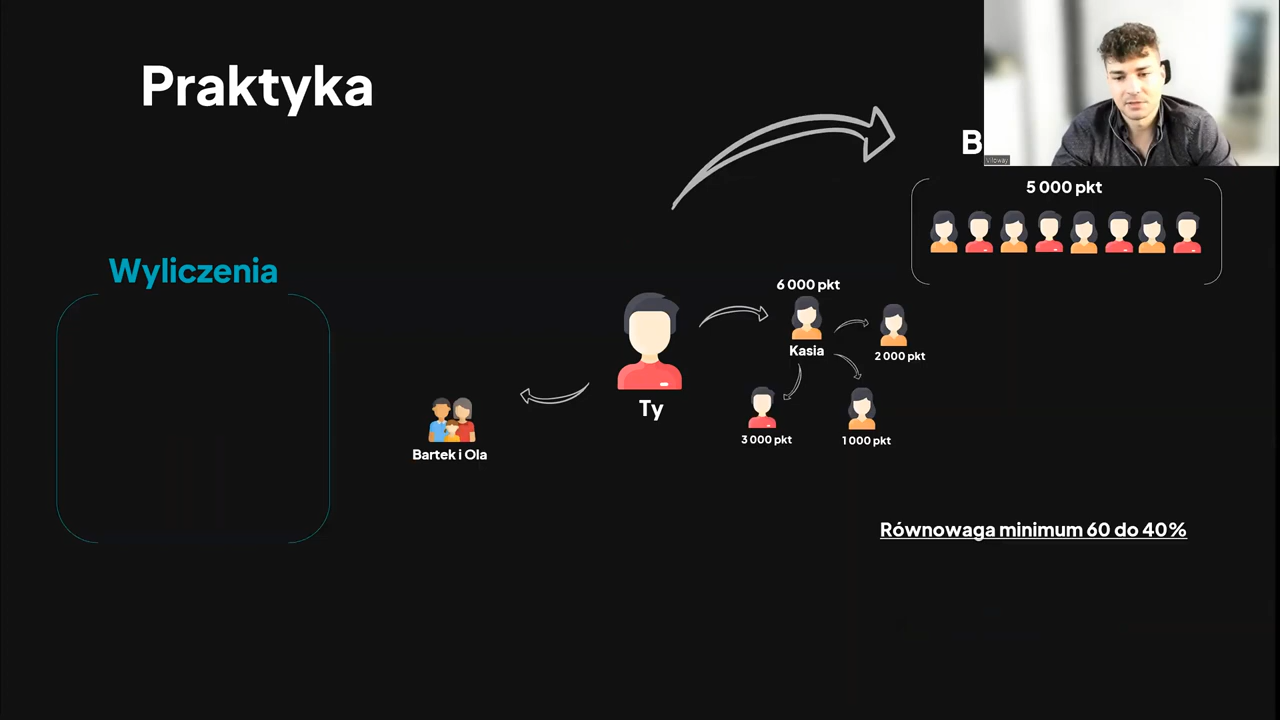 Praktyka
B
Viloway
5 000 pkt
Wyliczenia
6 000 pkt
Kasia
2 000 pkt
Ty
3 000 pkt
1 000 pkt
Bartek i Ola
Równowaga minimum 60 do 40%